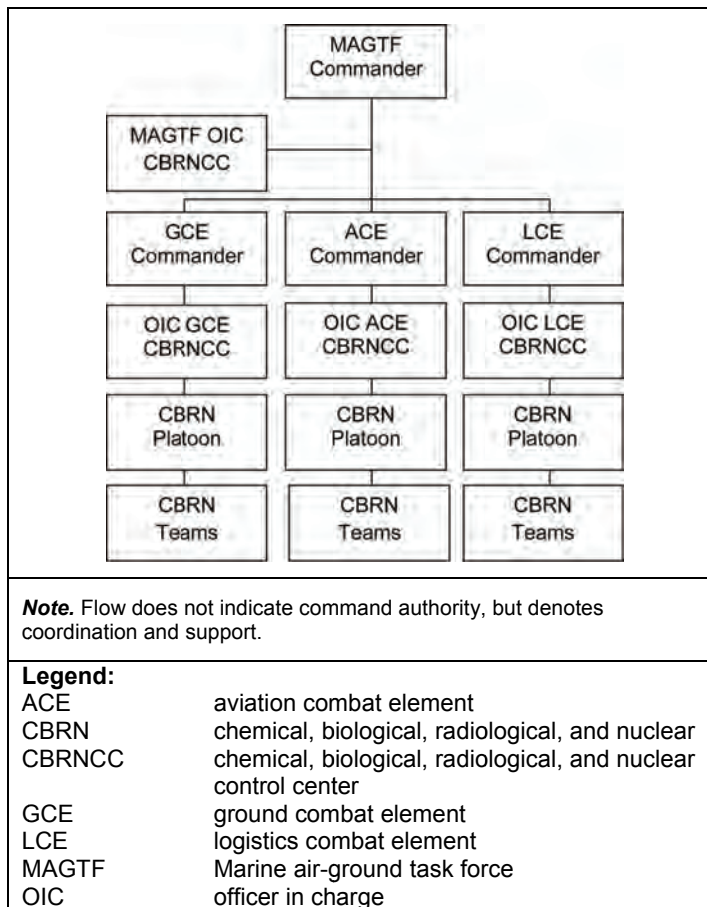 MAGTF
Commander
MAGTF OIC
CBRNCC
GCE
Commander
ACE
Commander
LCE
Commander
OIC GCE
CBRNCC
OIC ACE
CBRNCC
OIC LCE
CBRNCC
CBRN
Platoon
CBRN
Platoon
CBRN
Platoon
CBRN
Teams
CBRN
Teams
CBRN
Teams
Note. Flow does not indicate command authority, but denotes
coordination and support.
Legend:
ACE aviation combat element
CBRN chemical, biological, radiological, and nuclear
CBRNCC chemical, biological, radiological, and nuclear
control center
GCE ground combat element
LCE logistics combat element
MAGTF Marine air-ground task force
OIC officer in charge